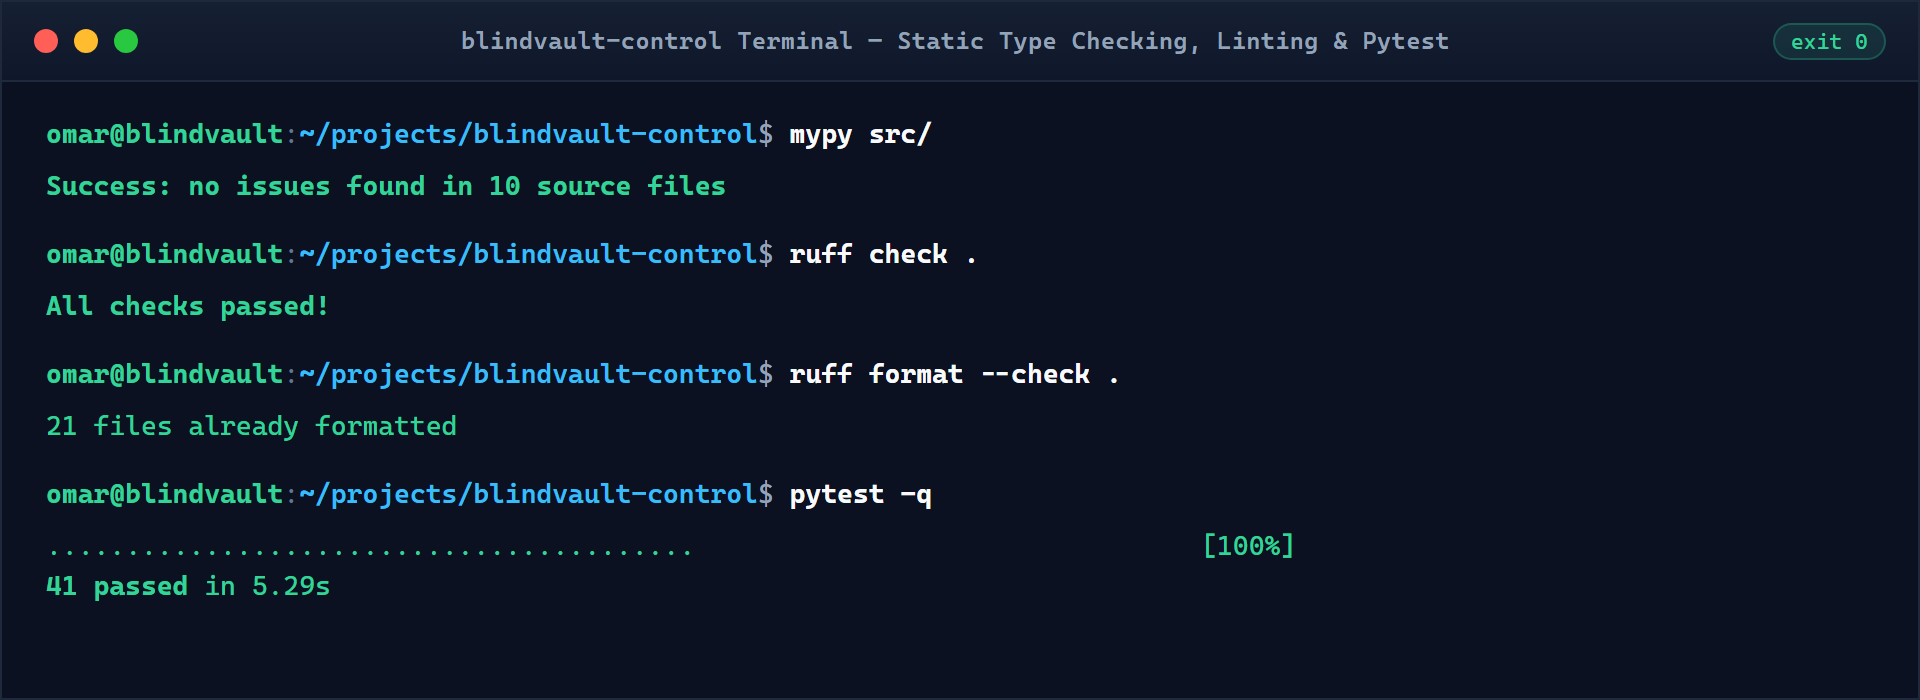 blindvault-control Terminal — Static Type Checking, Linting & Pytest
exit 0
omar@blindvault:~/projects/blindvault-control$ mypy src/
Success: no issues found in 10 source files
omar@blindvault:~/projects/blindvault-control$ ruff check .
All checks passed!
omar@blindvault:~/projects/blindvault-control$ ruff format --check .
21 files already formatted
omar@blindvault:~/projects/blindvault-control$ pytest -q
......................................... [100%]
41 passed in 5.29s